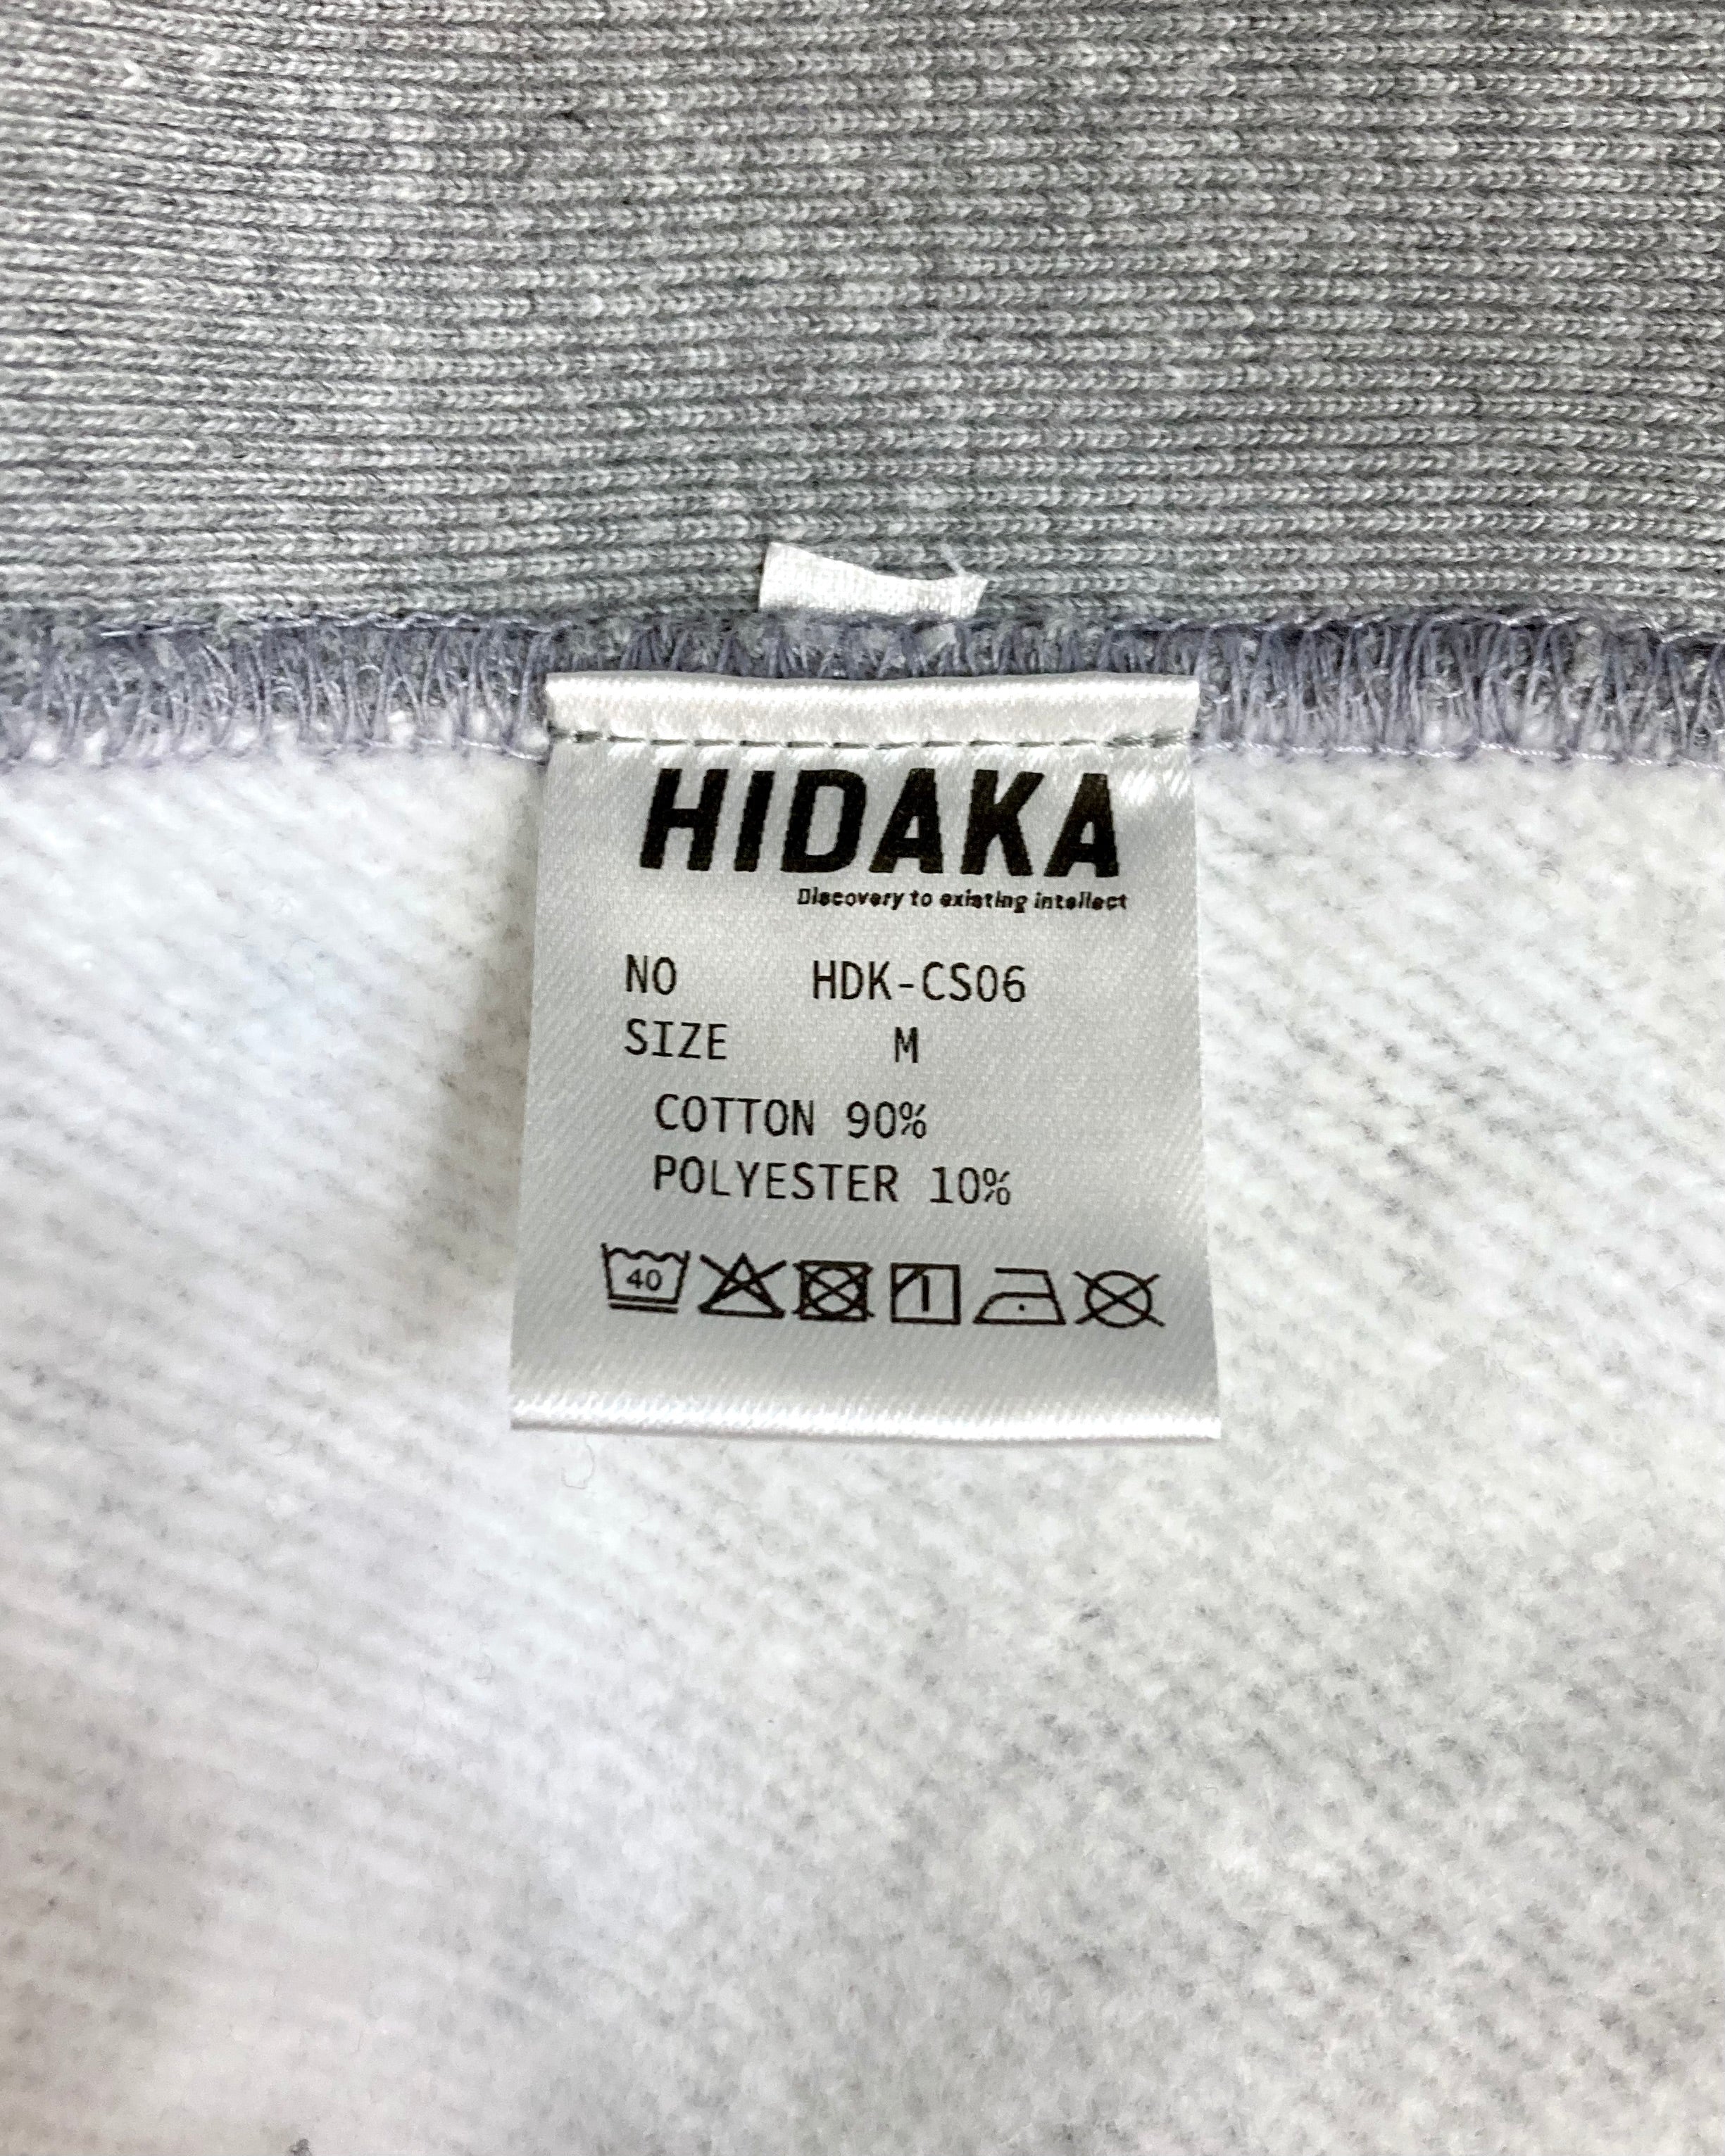 HIDAKA
Discovery to existing intellect
NO HDK-CS06
SIZE M
COTTON 90%
POLYESTER 10%
40